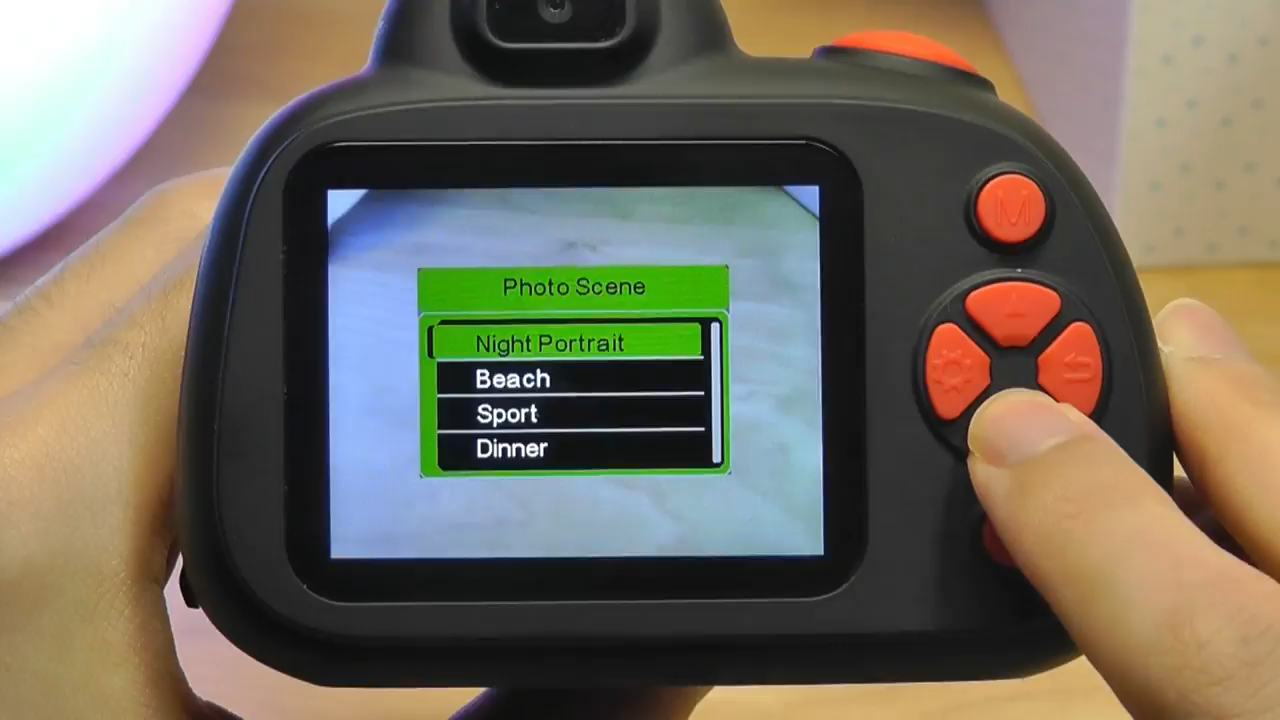 Photo Scene
Night Portrait
Beach
Sport
Dinner
M